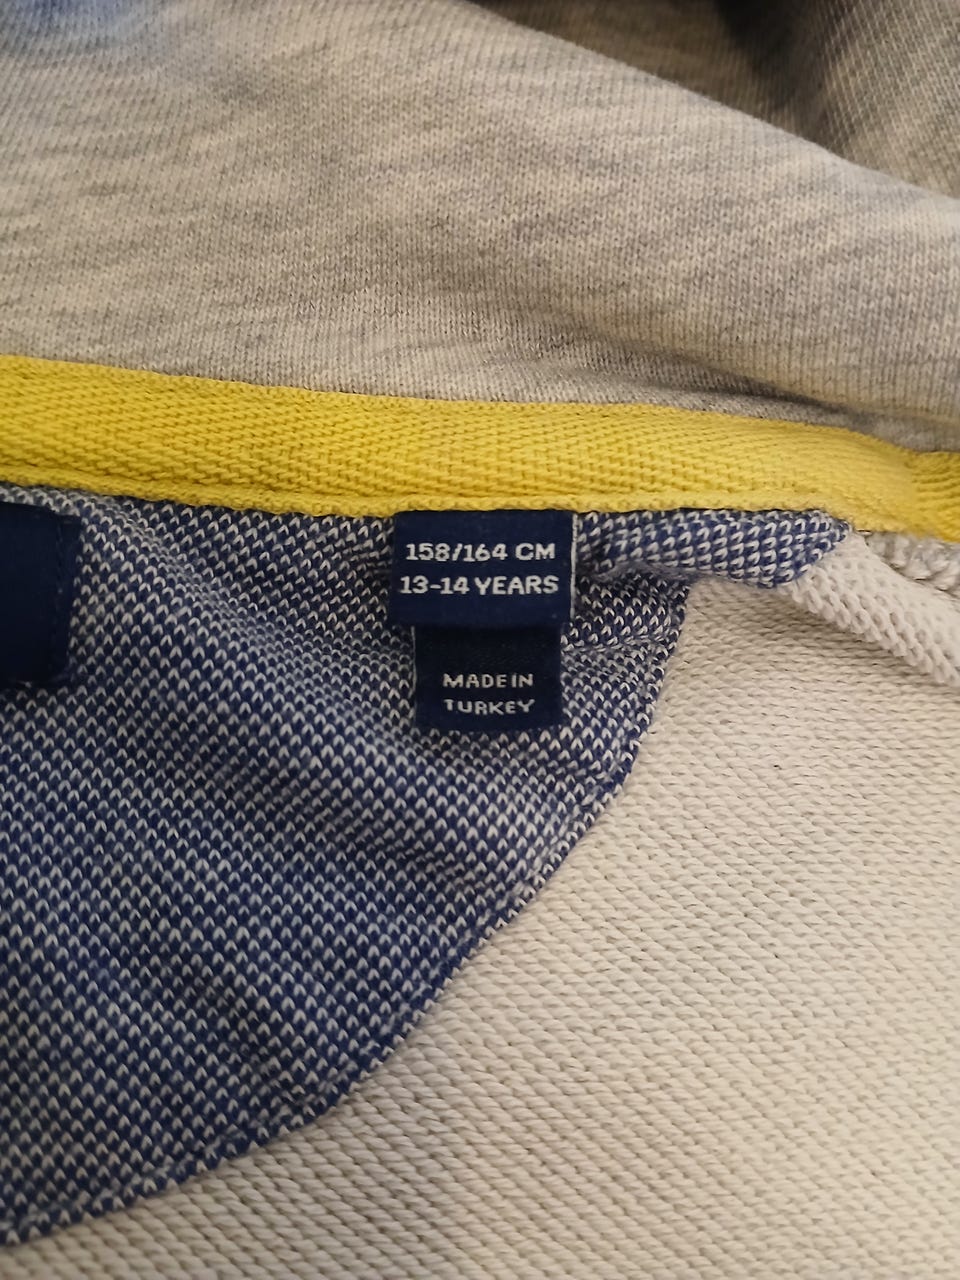 158/164 CM
13-14 YEARS
MADE IN
TURKEY